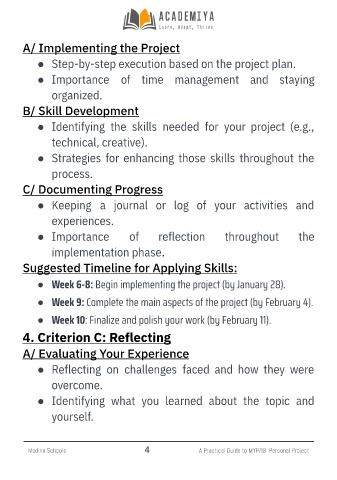 ACADEMIYA
Learn, Adapt, Thrive
A/ Implementing the Project
● Step-by-step execution based on the project plan.
● Importance of time management and staying
organized.
B/ Skill Development
● Identifying the skills needed for your project (e.g.,
technical, creative).
● Strategies for enhancing those skills throughout the
process.
C/ Documenting Progress
● Keeping a journal or log of your activities and
experiences.
● Importance of reflection throughout the
implementation phase.
Suggested Timeline for Applying Skills:
● Week 6-8: Begin implementing the project (by January 28).
● Week 9: Complete the main aspects of the project (by February 4).
● Week 10: Finalize and polish your work (by February 11).
4. Criterion C: Reflecting
A/ Evaluating Your Experience
● Reflecting on challenges faced and how they were
overcome.
● Identifying what you learned about the topic and
yourself.
Madina Schools 4 A Practical Guide to MYP/IB Personal Project